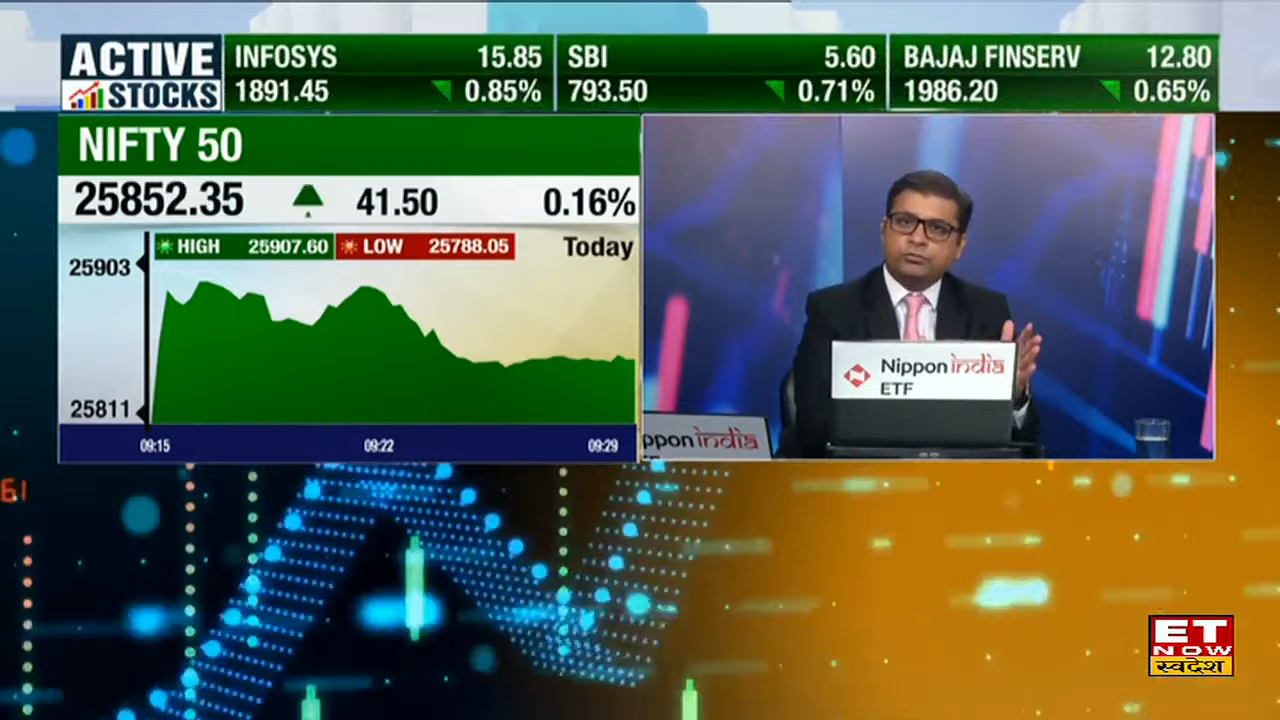 ACTIVE
STOCKS
INFOSYS 15.85
1891.45 0.85%
SBI 5.60
793.50 0.71%
BAJAJ FINSERV 12.80
1986.20 0.65%
NIFTY 50
25852.35 41.50 0.16%
HIGH 25907.60 LOW 25788.05 Today
25903
25811
09:15 09:22 09:29
Nippon india
ETF
ppon india
61
ET
NOW
स्वदेश